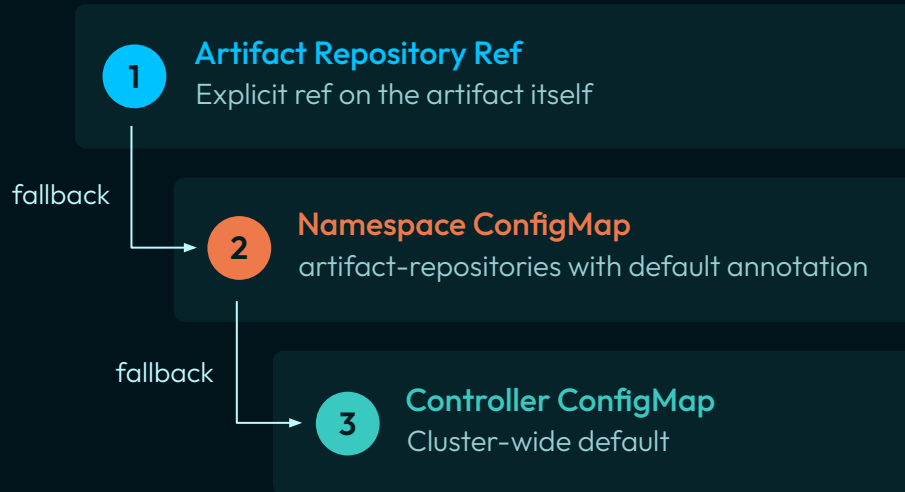 1
Artifact Repository Ref
Explicit ref on the artifact itself
fallback
2
Namespace ConfigMap
artifact-repositories with default annotation
fallback
3
Controller ConfigMap
Cluster-wide default